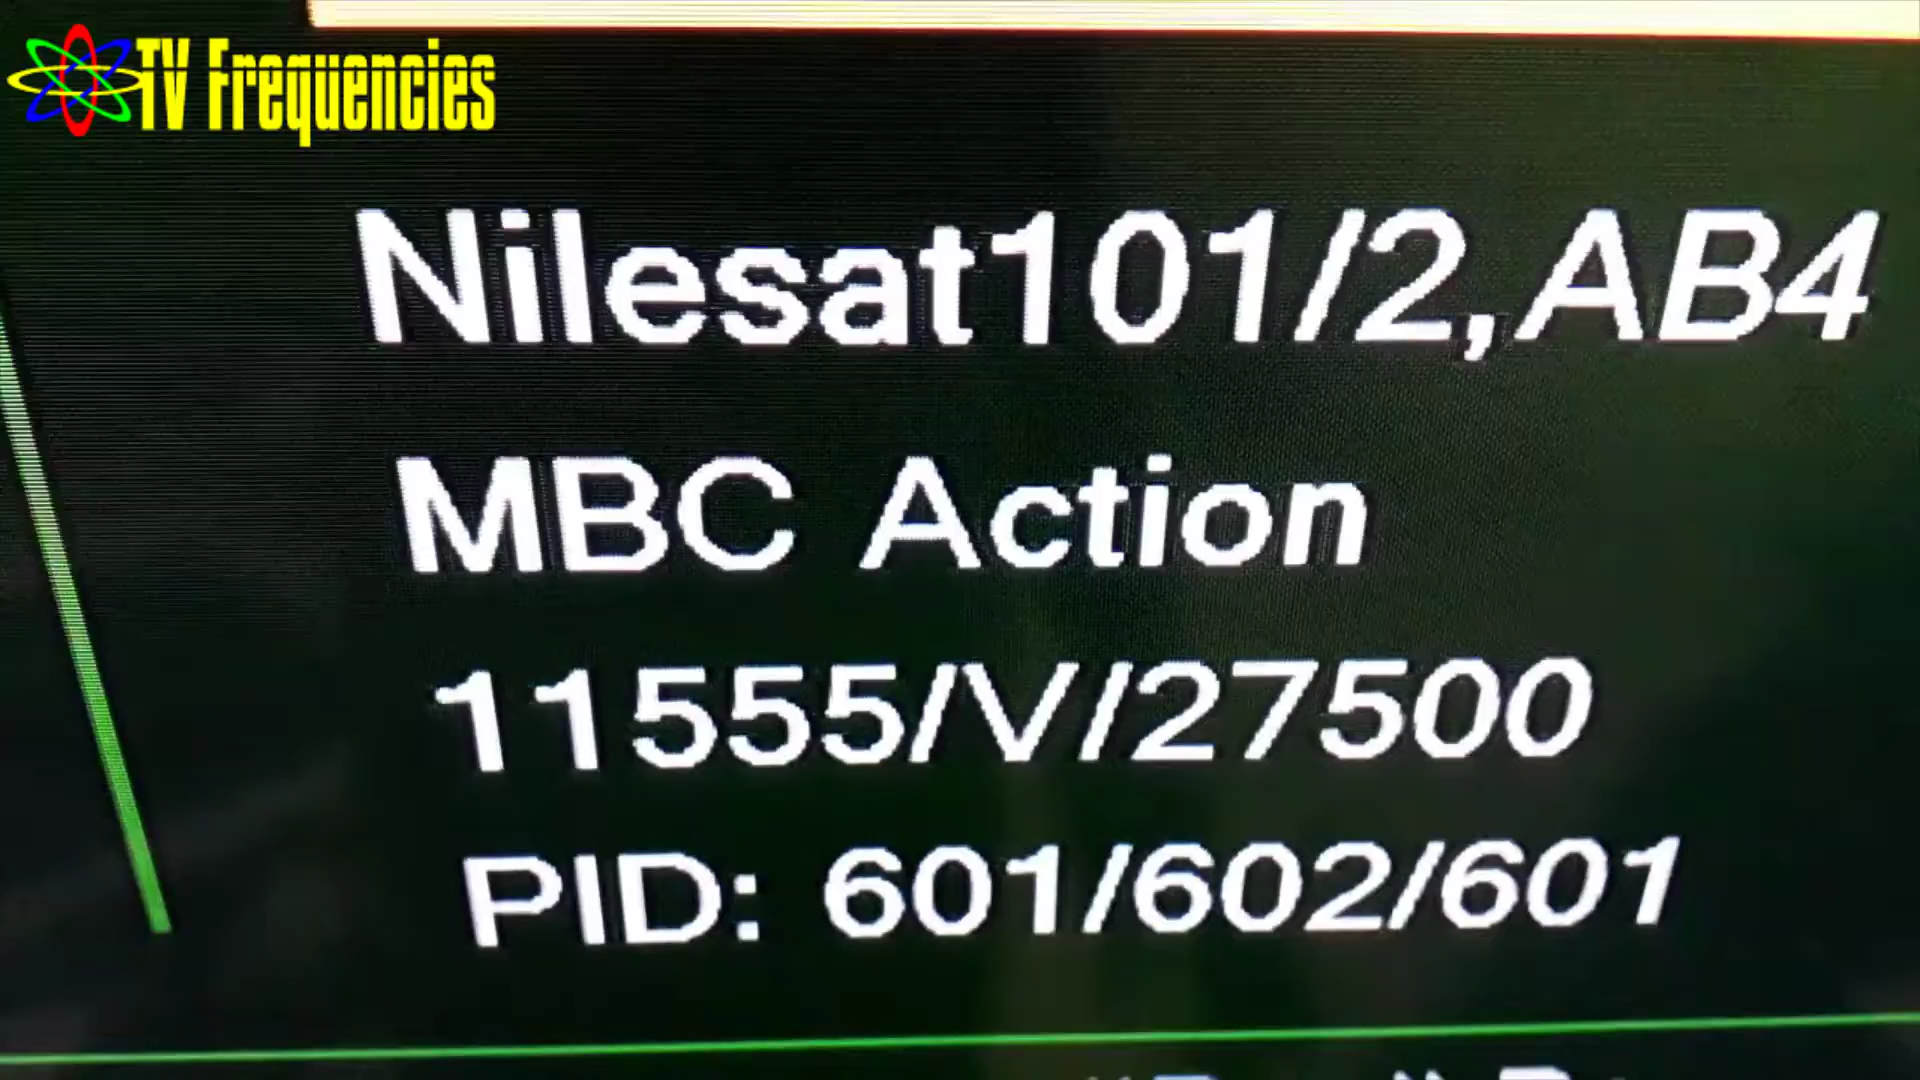 TV Frequencies
Nilesat101/2,AB4
MBC Action
11555/V/27500
PID: 601/602/601